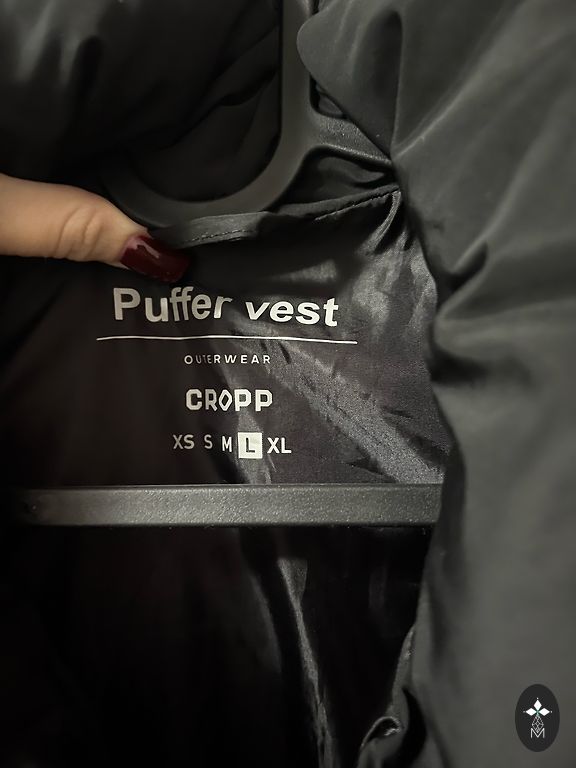 Puffer vest
OUTERWEAR
CROPP
XS S M L XL